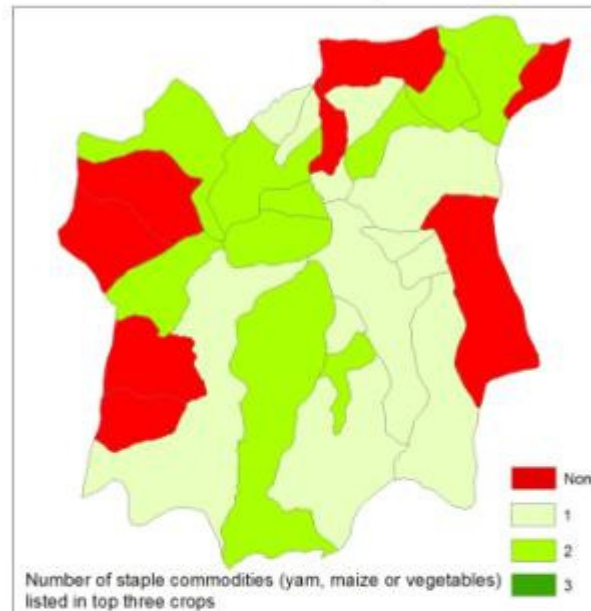 Non
1
2
3
Number of staple commodities (yam, maize or vegetables)
listed in top three crops